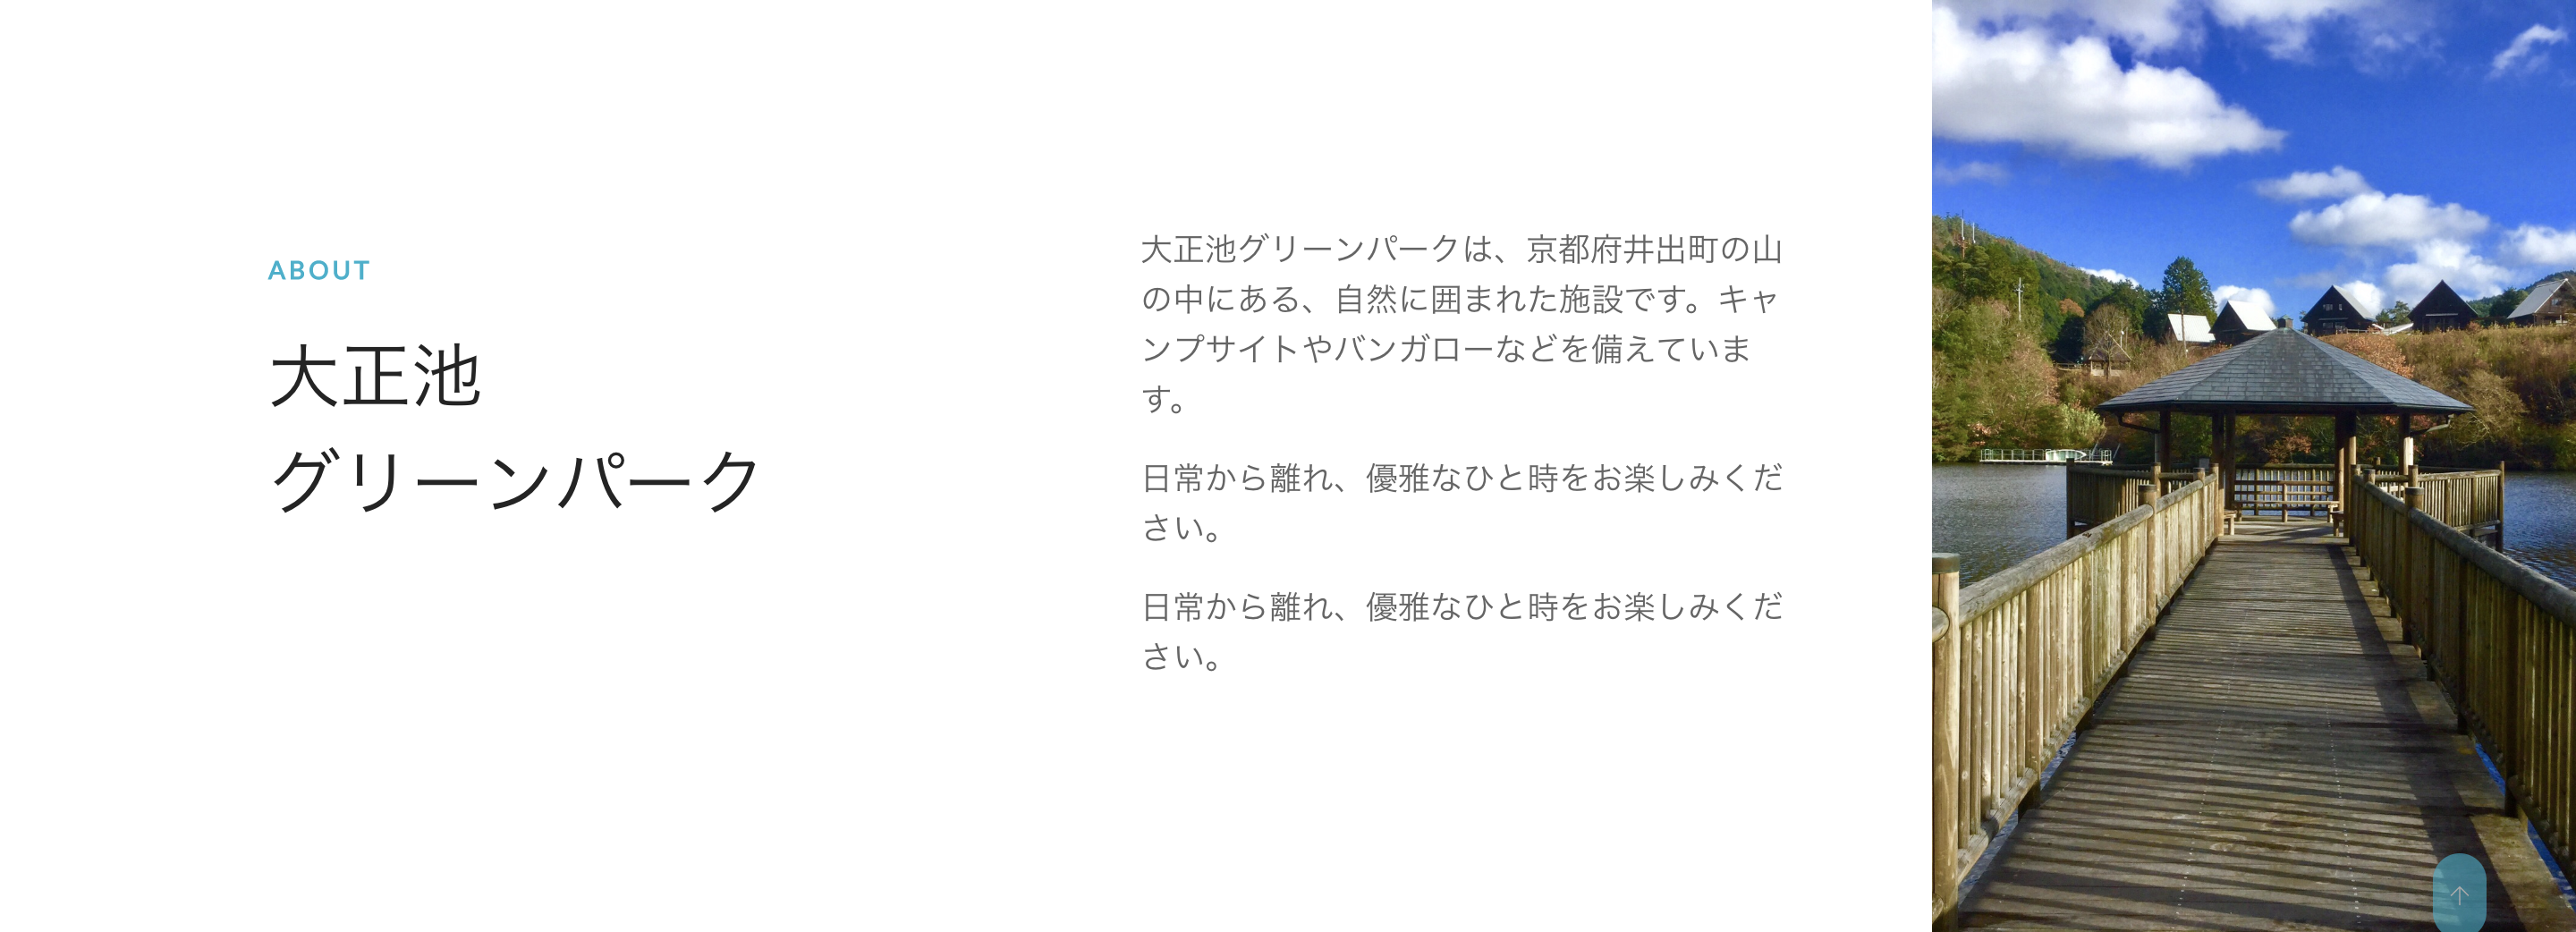 ABOUT
大正池
グリーンパーク
大正池グリーンパークは、京都府井出町の山
の中にある、自然に囲まれた施設です。キャ
ンプサイトやバンガローなどを備えていま
す。
日常から離れ、優雅なひと時をお楽しみくだ
さい。
日常から離れ、優雅なひと時をお楽しみくだ
さい。